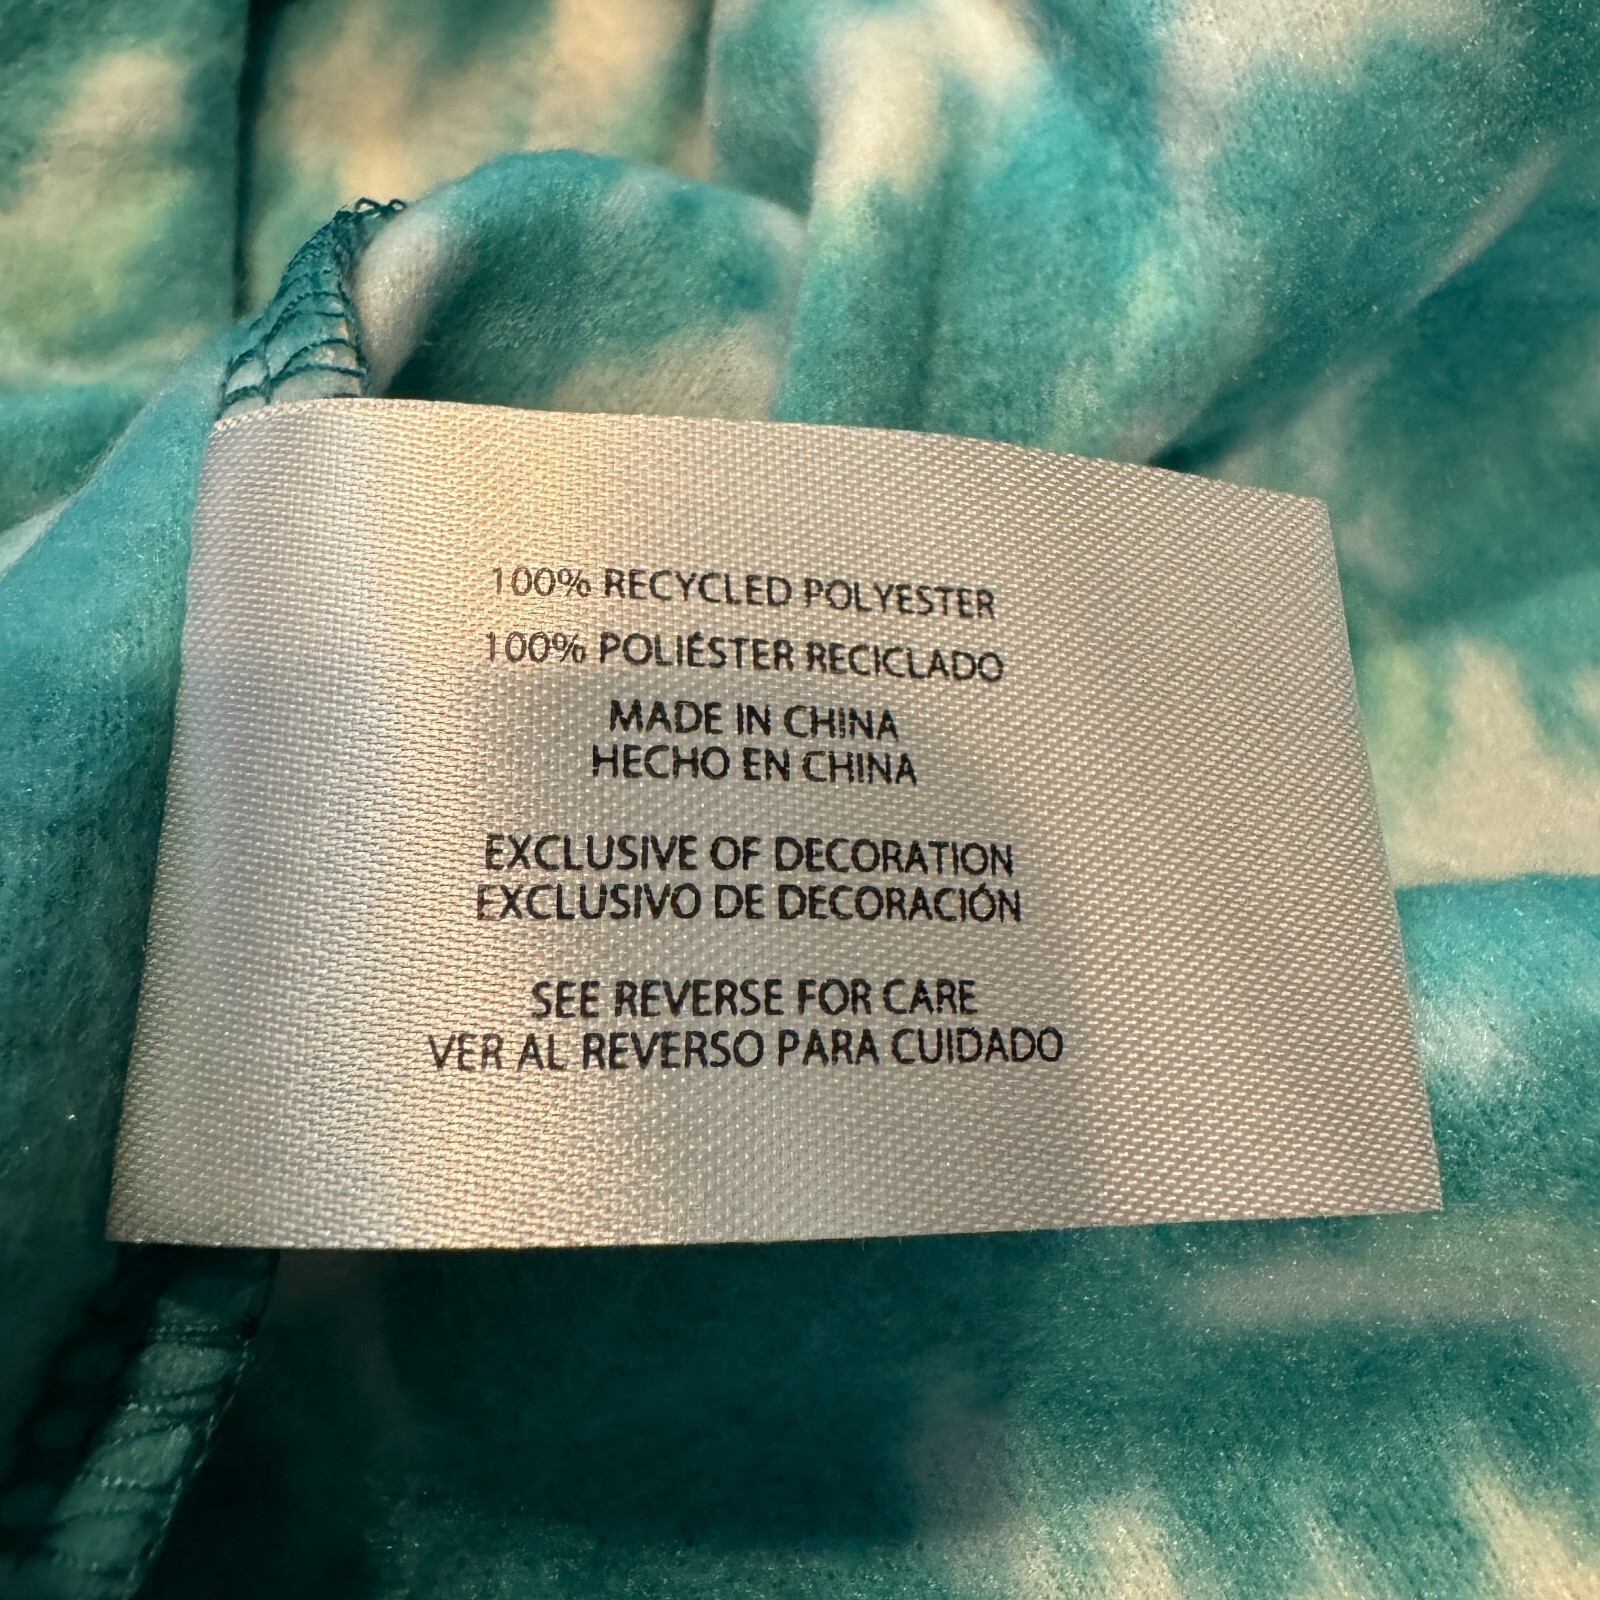 100% RECYCLED POLYESTER
100% POLIÉSTER RECICLADO
MADE IN CHINA
HECHO EN CHINA
EXCLUSIVE OF DECORATION
EXCLUSIVO DE DECORACIÓN
SEE REVERSE FOR CARE
VER AL REVERSO PARA CUIDADO